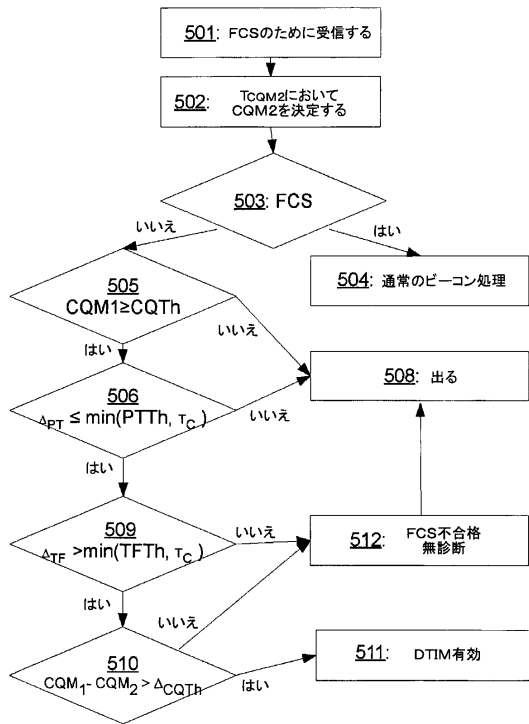 501: FCSのために受信する
502: TCQM2において
CQM2を決定する
503: FCS
いいえ
はい
504: 通常のビーコン処理
505
CQM1≥CQTh
いいえ
はい
508: 出る
506
ΔPT ≤ min(PTTh, τC )
いいえ
はい
509
ΔTF >min(TFTh, τC )
いいえ
512: FCS不合格
無診断
はい
いいえ
510
CQM1- CQM2 > ΔCQTh
はい
511: DTIM有効